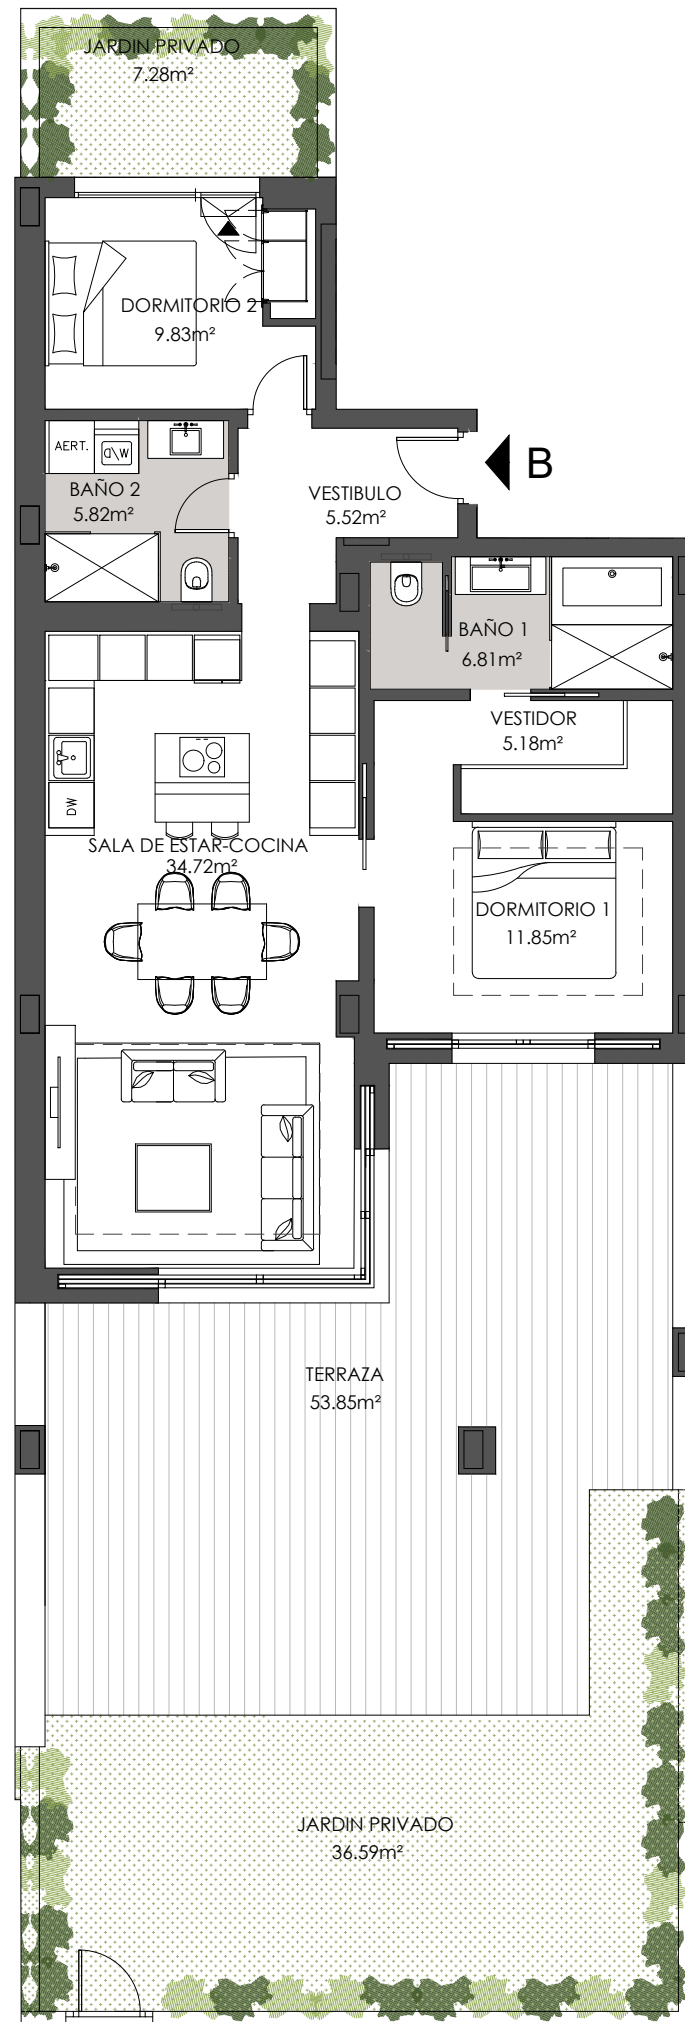 JARDIN PRIVADO
7.28m²
DORMITORIO 2
9.83m²
AERT.
W/D
BAÑO 2
5.82m²
VESTIBULO
5.52m²
B
BAÑO 1
6.81m²
VESTIDOR
5.18m²
DW
SALA DE ESTAR-COCINA
34.72m²
DORMITORIO 1
11.85m²
TERRAZA
53.85m²
JARDIN PRIVADO
36.59m²